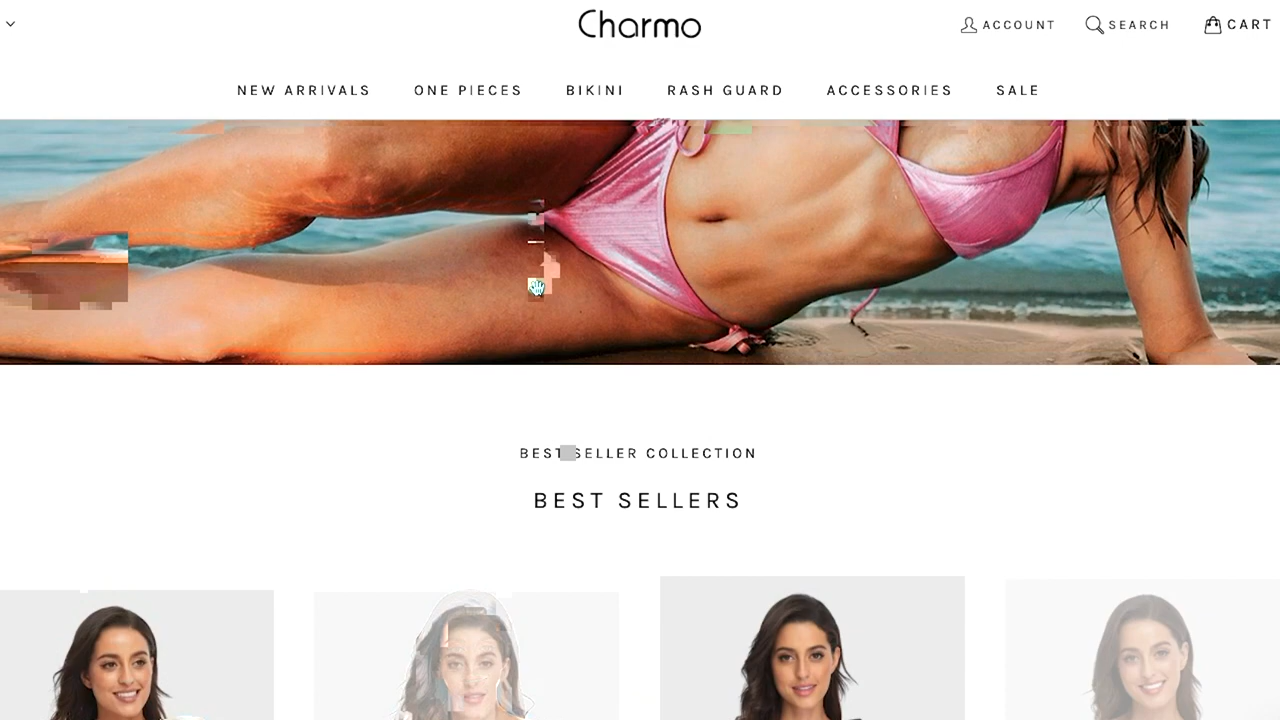 Charmo
ACCOUNT
SEARCH
CART
NEW ARRIVALS
ONE PIECES
BIKINI
RASH GUARD
ACCESSORIES
SALE
BEST SELLER COLLECTION
BEST SELLERS